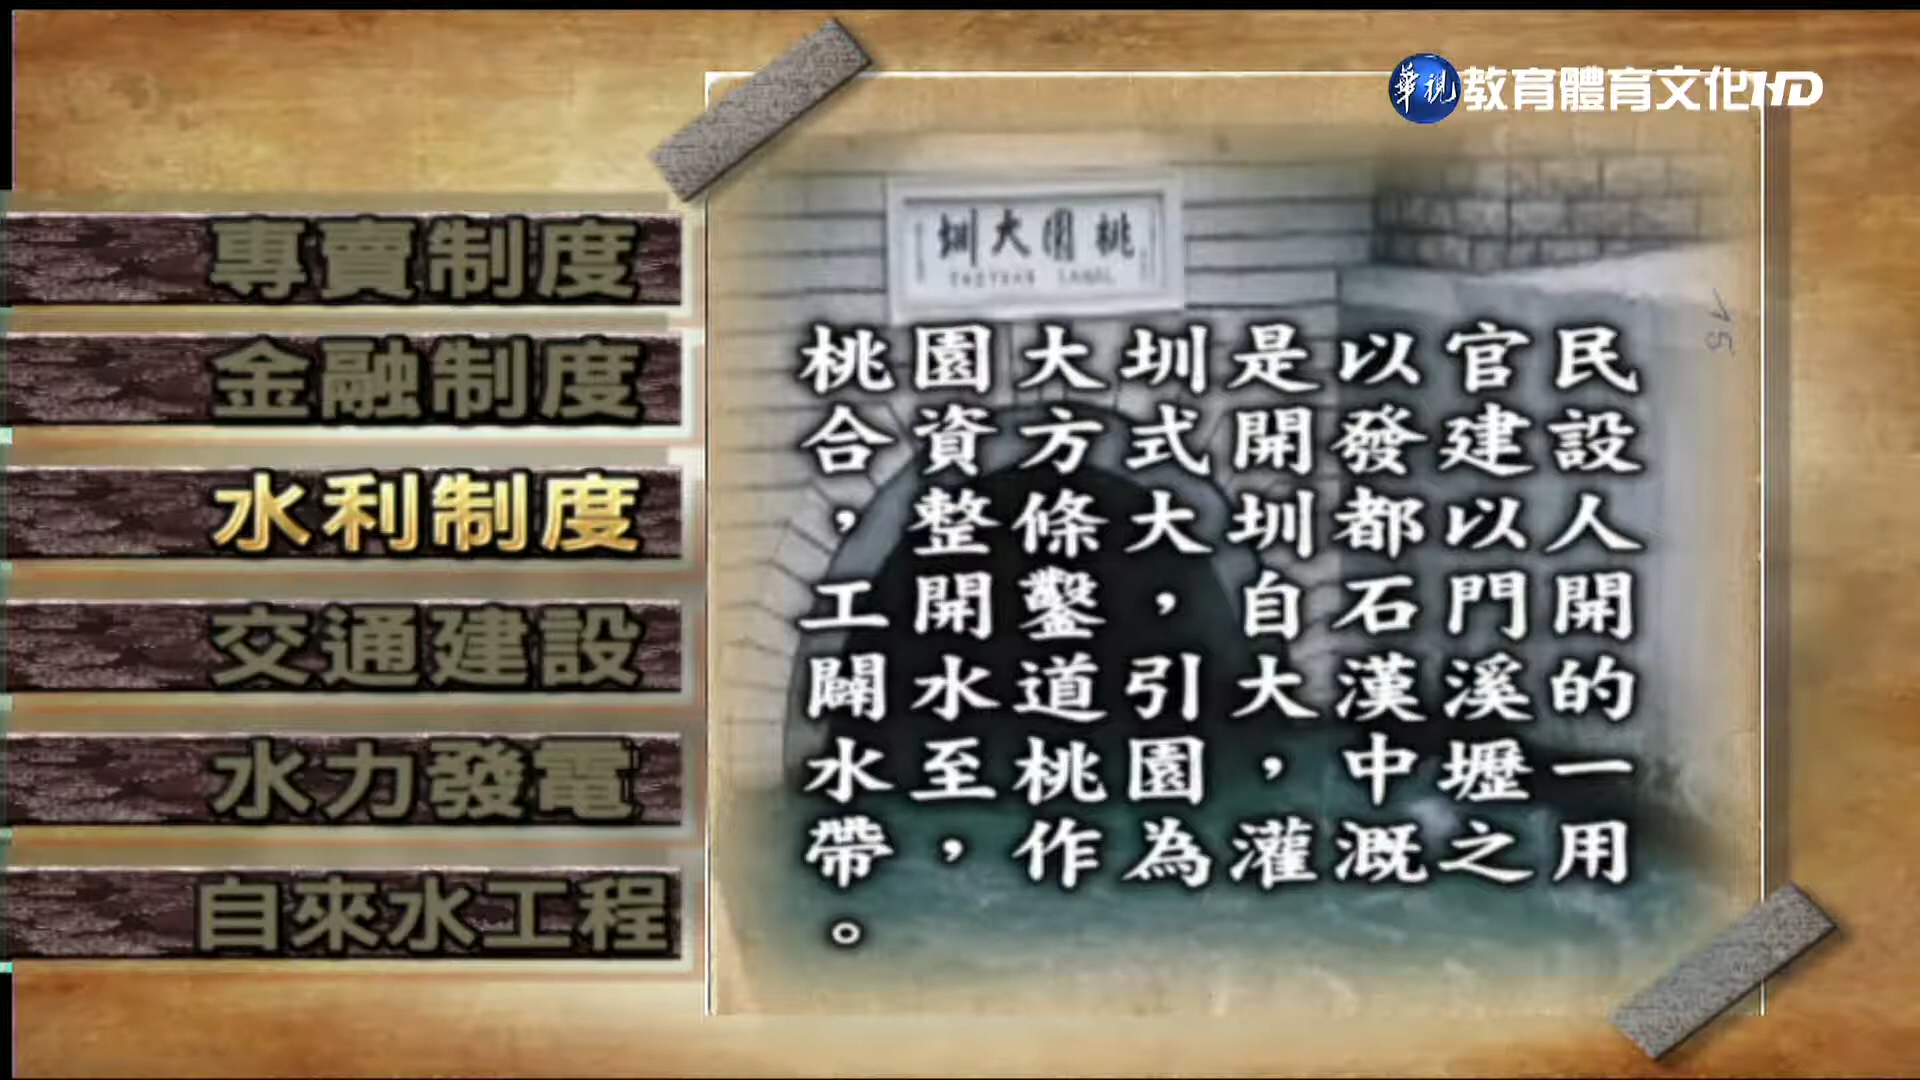 華視 教育體育文化HD
專賣制度
金融制度
水利制度
交通建設
水力發電
自來水工程
圳大園桃
TAOYUAN CANAL
桃園大圳是以官民
合資方式開發建設
，整條大圳都以人
工開鑿，自石門開
闢水道引大漢溪的
水至桃園，中壢一
帶，作為灌溉之用
。
15